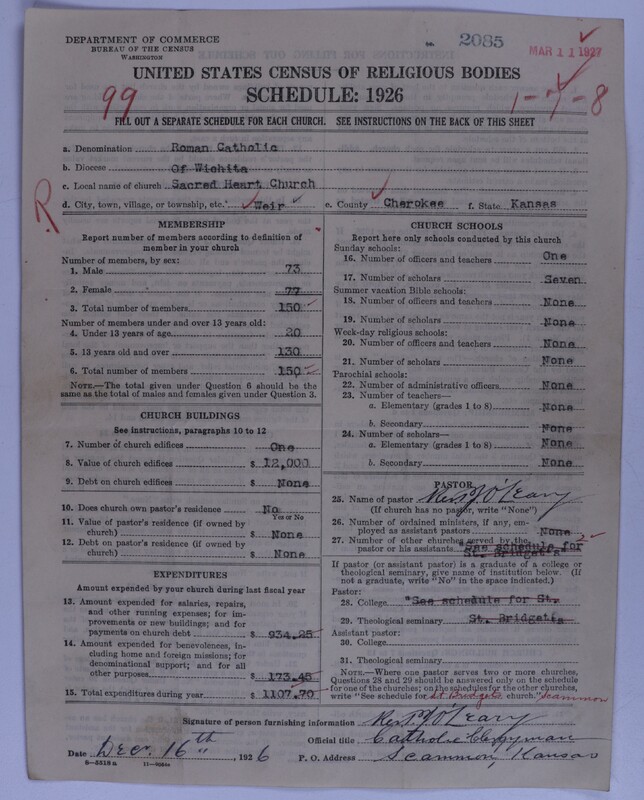 DEPARTMENT OF COMMERCE
BUREAU OF THE CENSUS
WASHINGTON
2085
MAR 11 1927
UNITED STATES CENSUS OF RELIGIOUS BODIES
SCHEDULE: 1926
99
1-7-8
FILL OUT A SEPARATE SCHEDULE FOR EACH CHURCH. SEE INSTRUCTIONS ON THE BACK OF THIS SHEET
a. Denomination Roman Catholic
b. Diocese Of Wichita
c. Local name of church Sacred Heart Church
R
d. City, town, village, or township, etc. Weir e. County Cherokee f. State Kansas
MEMBERSHIP
Report number of members according to definition of
member in your church
Number of members, by sex:
1. Male 73
2. Female 77
3. Total number of members 150
Number of members under and over 13 years old:
4. Under 13 years of age 20
5. 13 years old and over 130
6. Total number of members 150
NOTE.—The total given under Question 6 should be the
same as the total of males and females given under Question 3.
CHURCH BUILDINGS
See instructions, paragraphs 10 to 12
7. Number of church edifices One
8. Value of church edifices $ 12,000
9. Debt on church edifices $ None
10. Does church own pastor's residence No
Yes or No
11. Value of pastor's residence (if owned by
church) $ None
12. Debt on pastor's residence (if owned by
church) $ None
EXPENDITURES
Amount expended by your church during last fiscal year
13. Amount expended for salaries, repairs,
and other running expenses; for im-
provements or new buildings; and for
payments on church debt $ 934.25
14. Amount expended for benevolences, in-
cluding home and foreign missions; for
denominational support; and for all
other purposes $ 173.45
15. Total expenditures during year $ 1107.70
CHURCH SCHOOLS
Report here only schools conducted by this church
Sunday schools:
16. Number of officers and teachers One
17. Number of scholars Seven
Summer vacation Bible schools:
18. Number of officers and teachers None
19. Number of scholars None
Week-day religious schools:
20. Number of officers and teachers None
21. Number of scholars None
Parochial schools:
22. Number of administrative officers None
23. Number of teachers—
a. Elementary (grades 1 to 8) None
b. Secondary None
24. Number of scholars—
a. Elementary (grades 1 to 8) None
b. Secondary None
PASTOR
25. Name of pastor O'Leary
(If church has no pastor, write "None")
26. Number of ordained ministers, if any, em-
ployed as assistant pastors None
27. Number of other churches served by the 2
pastor or his assistants See schedule for
St. Bridget's
If pastor (or assistant pastor) is a graduate of a college or
theological seminary, give name of institution below. (If
not a graduate, write "No" in the space indicated.)
Pastor:
28. College "See schedule for St.
29. Theological seminary St. Bridget's
Assistant pastor:
30. College
31. Theological seminary
NOTE.—Where one pastor serves two or more churches,
Questions 28 and 29 should be answered only on the schedule
for one of the churches; on the schedules for the other churches,
write "See schedule for St Bridget's church." Scammon
Signature of person furnishing information O'Leary
Official title Catholic Clergyman
Date Dec. 16th, 1926 P. O. Address Scammon, Kansas